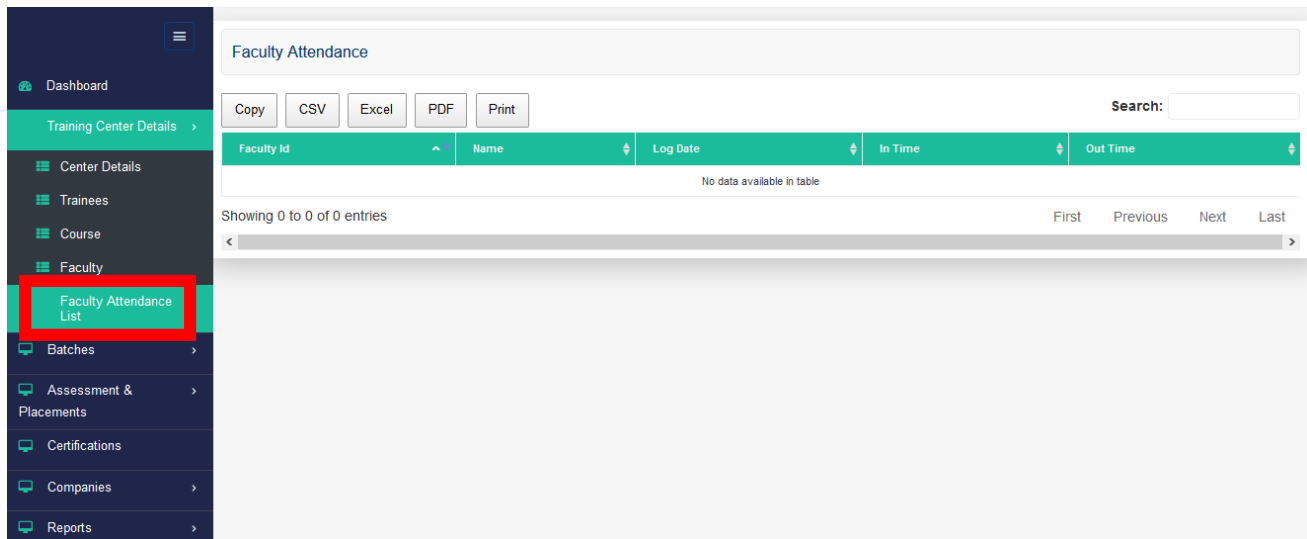 Dashboard
Training Center Details
Center Details
Trainees
Course
Faculty
Faculty Attendance
List
Batches
Assessment &
Placements
Certifications
Companies
Reports
Faculty Attendance
Copy CSV Excel PDF Print Search:
Faculty Id Name Log Date In Time Out Time
No data available in table
Showing 0 to 0 of 0 entries First Previous Next Last